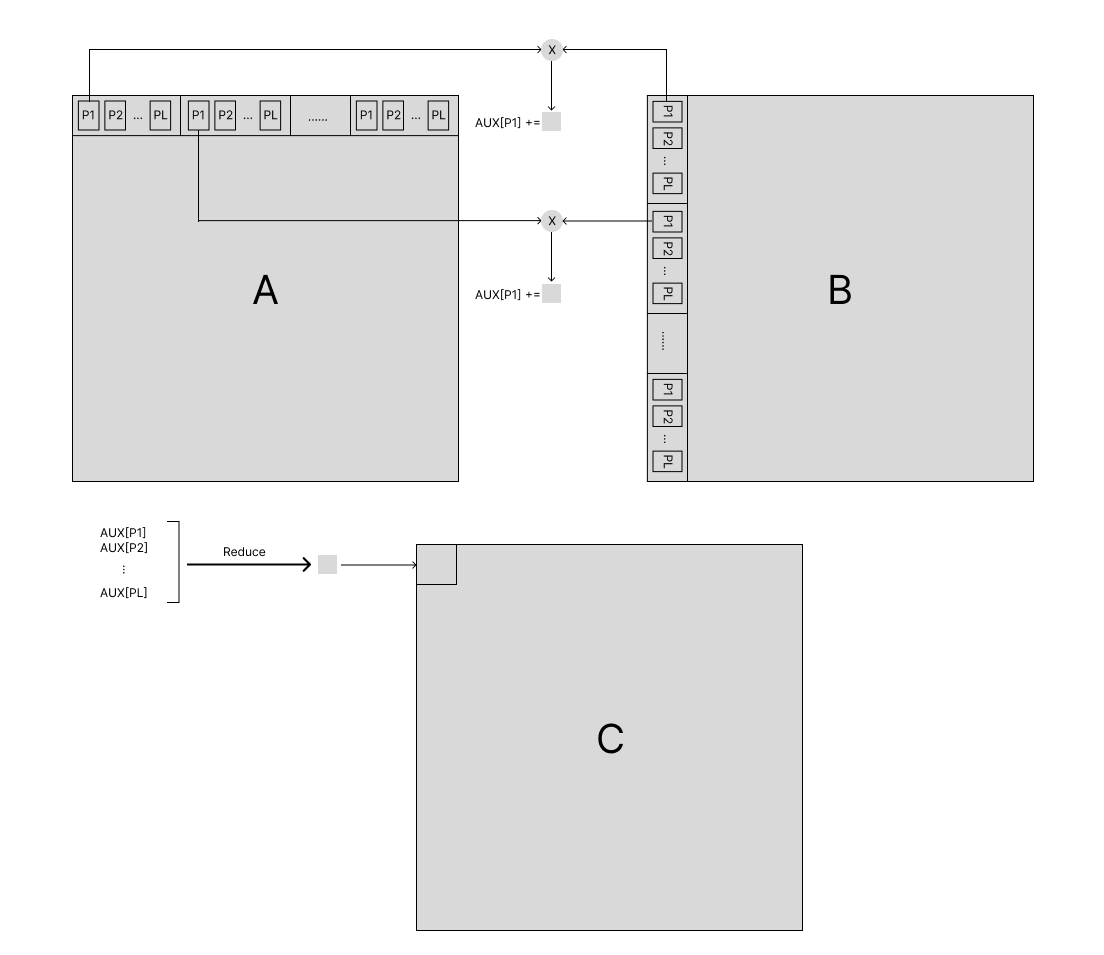 X
P1 P2 ... PL P1 P2 ... PL ...... P1 P2 ... PL
AUX[P1] +=
X
AUX[P1] +=
A
P1
P2
...
PL
P1
P2
...
PL
......
P1
P2
...
PL
B
AUX[P1]
AUX[P2]
...
AUX[PL]
Reduce
C